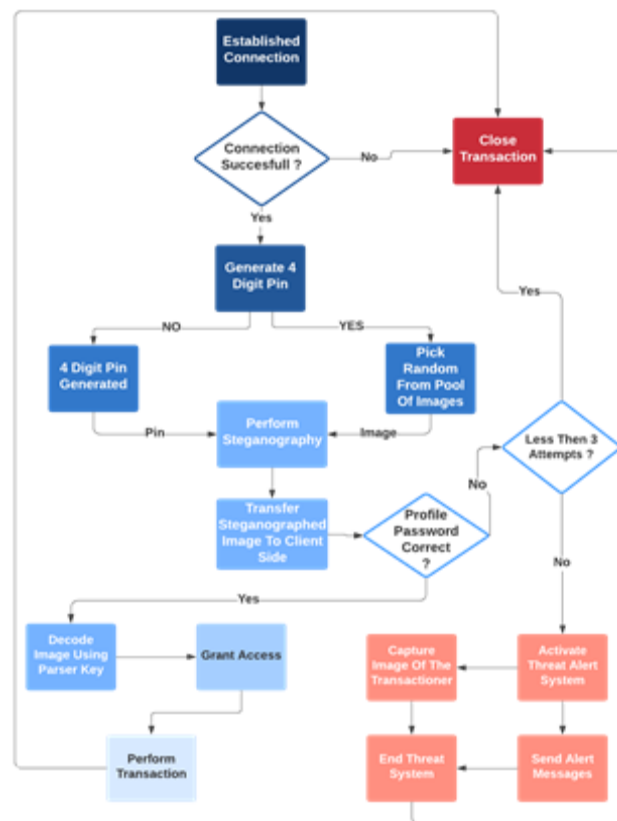 Established
Connection
Connection
Succesfull ?
No
Close
Transaction
Yes
Generate 4
Digit Pin
Yes
NO
YES
4 Digit Pin
Generated
Pick
Random
From Pool
Of Images
Perform
Steganography
Pin
Image
Less Then 3
Attempts ?
No
Transfer
Steganographed
Image To Client
Side
Profile
Password
Correct
?
No
Yes
Decode
Image Using
Parser Key
Grant Access
Capture
Image Of The
Transactioner
Activate
Threat Alert
System
Perform
Transaction
End Threat
System
Send Alert
Messages